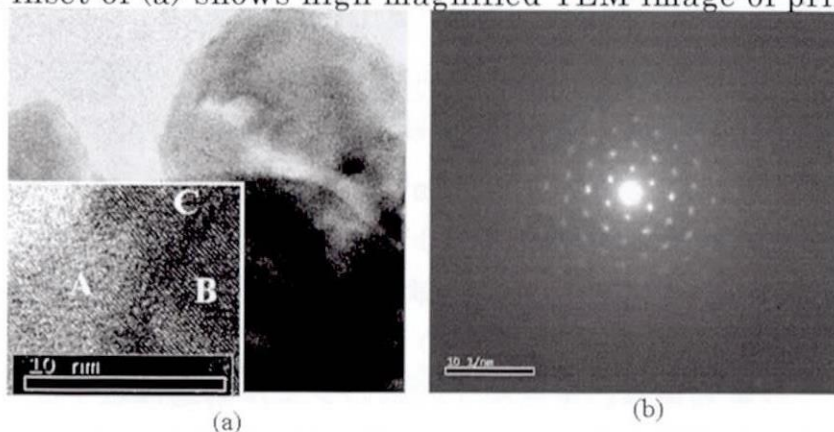 inset of (a) shows high magnified TEM image of pri
C
A
B
10 nm
10 1/nm
(a)
(b)